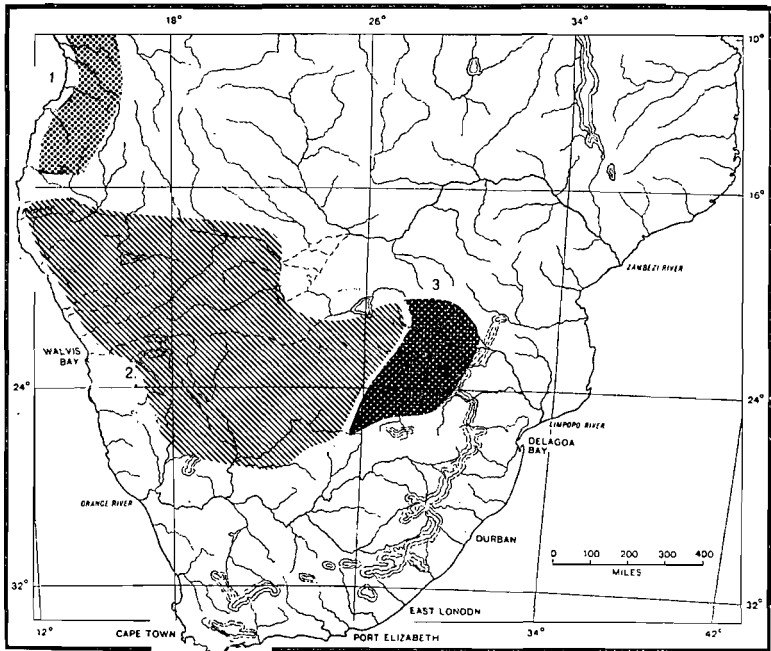 18° 26° 34°
10°
1
16°
ZAMBEZI RIVER
3
WALVIS
BAY
2.
24° 24°
LIMPOPO RIVER
DELAGOA
BAY
ORANGE RIVER
DURBAN
0 100 200 300 400
MILES
32° 32°
EAST LONDON
12° CAPE TOWN PORT ELIZABETH 34° 42°